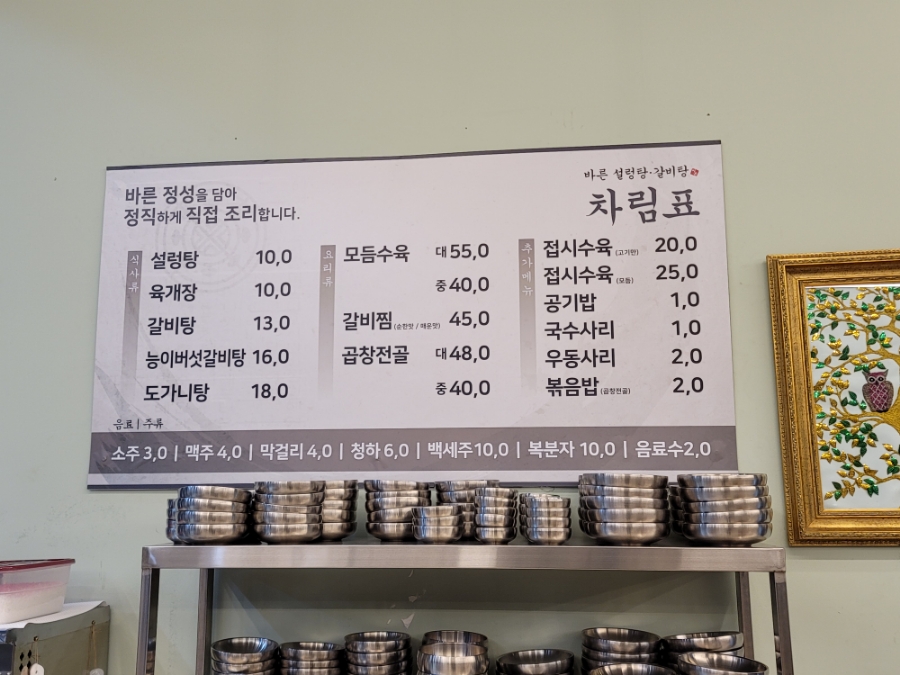 바른 정성을 담아
정직하게 직접 조리합니다.
바른 설렁탕·갈비탕
차림표
식사류
설렁탕 10,0
육개장 10,0
갈비탕 13,0
능이버섯갈비탕 16,0
도가니탕 18,0
요리류
모듬수육 대 55,0
중 40,0
갈비찜 (순한맛 / 매운맛) 45,0
곱창전골 대 48,0
중 40,0
추가메뉴
접시수육 (고기만) 20,0
접시수육 (모듬) 25,0
공기밥 1,0
국수사리 1,0
우동사리 2,0
볶음밥 (곱창전골) 2,0
음료 | 주류
소주 3,0 | 맥주 4,0 | 막걸리 4,0 | 청하 6,0 | 백세주 10,0 | 복분자 10,0 | 음료수 2,0